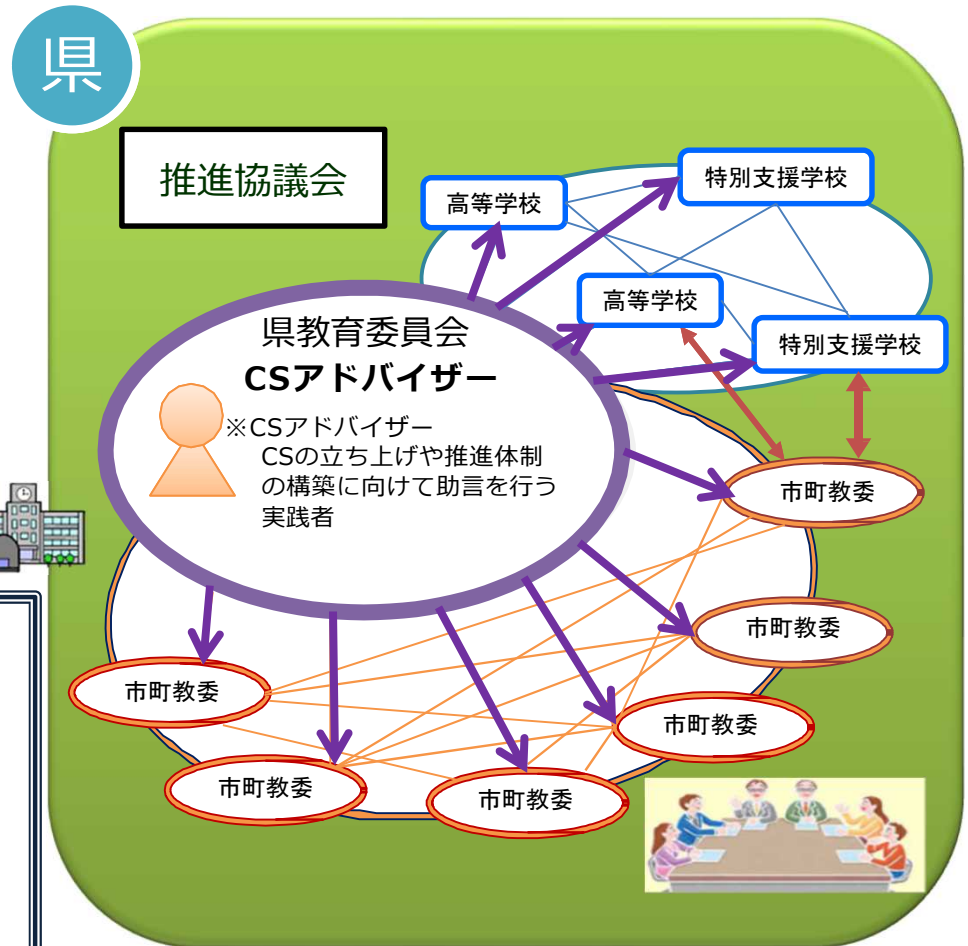 県
推進協議会
特別支援学校
高等学校
高等学校
特別支援学校
県教育委員会
CSアドバイザー
※CSアドバイザー
CSの立ち上げや推進体制
の構築に向けて助言を行う
実践者
市町教委
市町教委
市町教委
市町教委
市町教委
市町教委